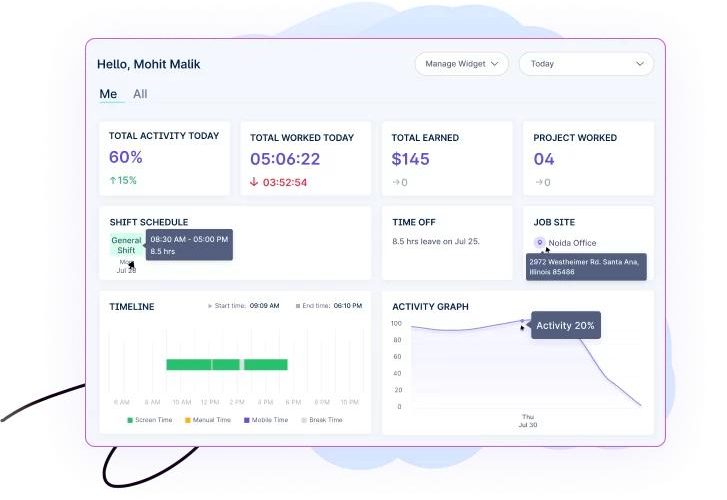 Hello, Mohit Malik
Manage Widget
Today
Me All
TOTAL ACTIVITY TODAY
60%
↑15%
TOTAL WORKED TODAY
05:06:22
↓ 03:52:54
TOTAL EARNED
$145
→0
PROJECT WORKED
04
→0
SHIFT SCHEDULE
General
Shift
08:30 AM - 05:00 PM
8.5 hrs
Jul 28
TIME OFF
8.5 hrs leave on Jul 25.
JOB SITE
Noida Office
2972 Westheimer Rd. Santa Ana,
Illinois 85486
TIMELINE
Start time: 09:09 AM
End time: 06:10 PM
6 AM 8 AM 10 AM 12 PM 2 PM 4 PM 6 PM 8 PM 10 PM
Screen Time Manual Time Mobile Time Break Time
ACTIVITY GRAPH
100
Activity 20%
80
60
40
20
0
Thu
Jul 30